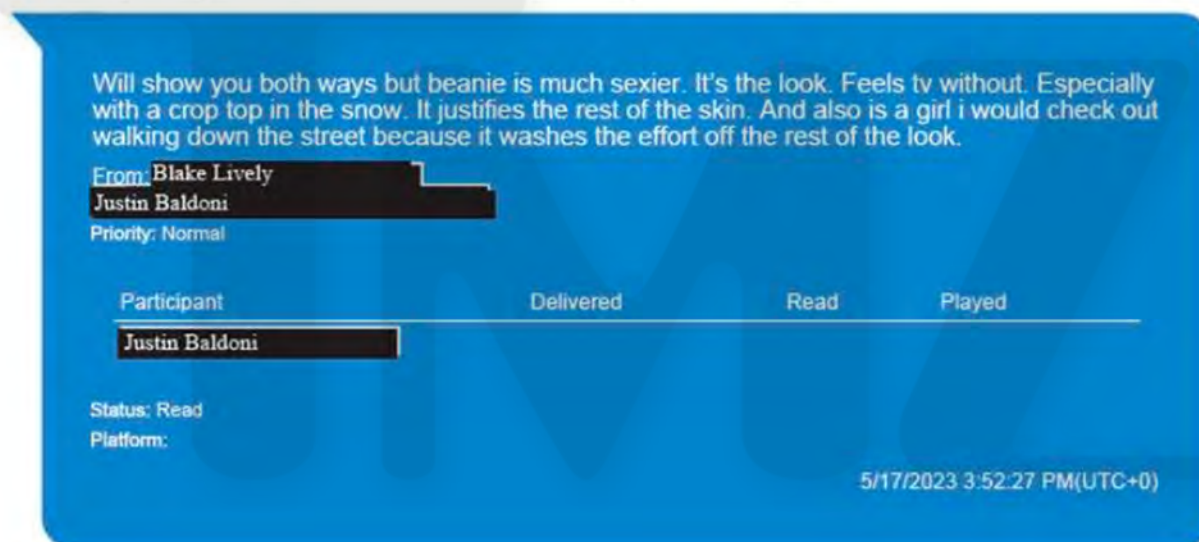 Will show you both ways but beanie is much sexier. It's the look. Feels tv without. Especially
with a crop top in the snow. It justifies the rest of the skin. And also is a girl i would check out
walking down the street because it washes the effort off the rest of the look.
From: Blake Lively
Justin Baldoni
Priority: Normal
Participant Delivered Read Played
Justin Baldoni
Status: Read
Platform:
5/17/2023 3:52:27 PM(UTC+0)
TMZ